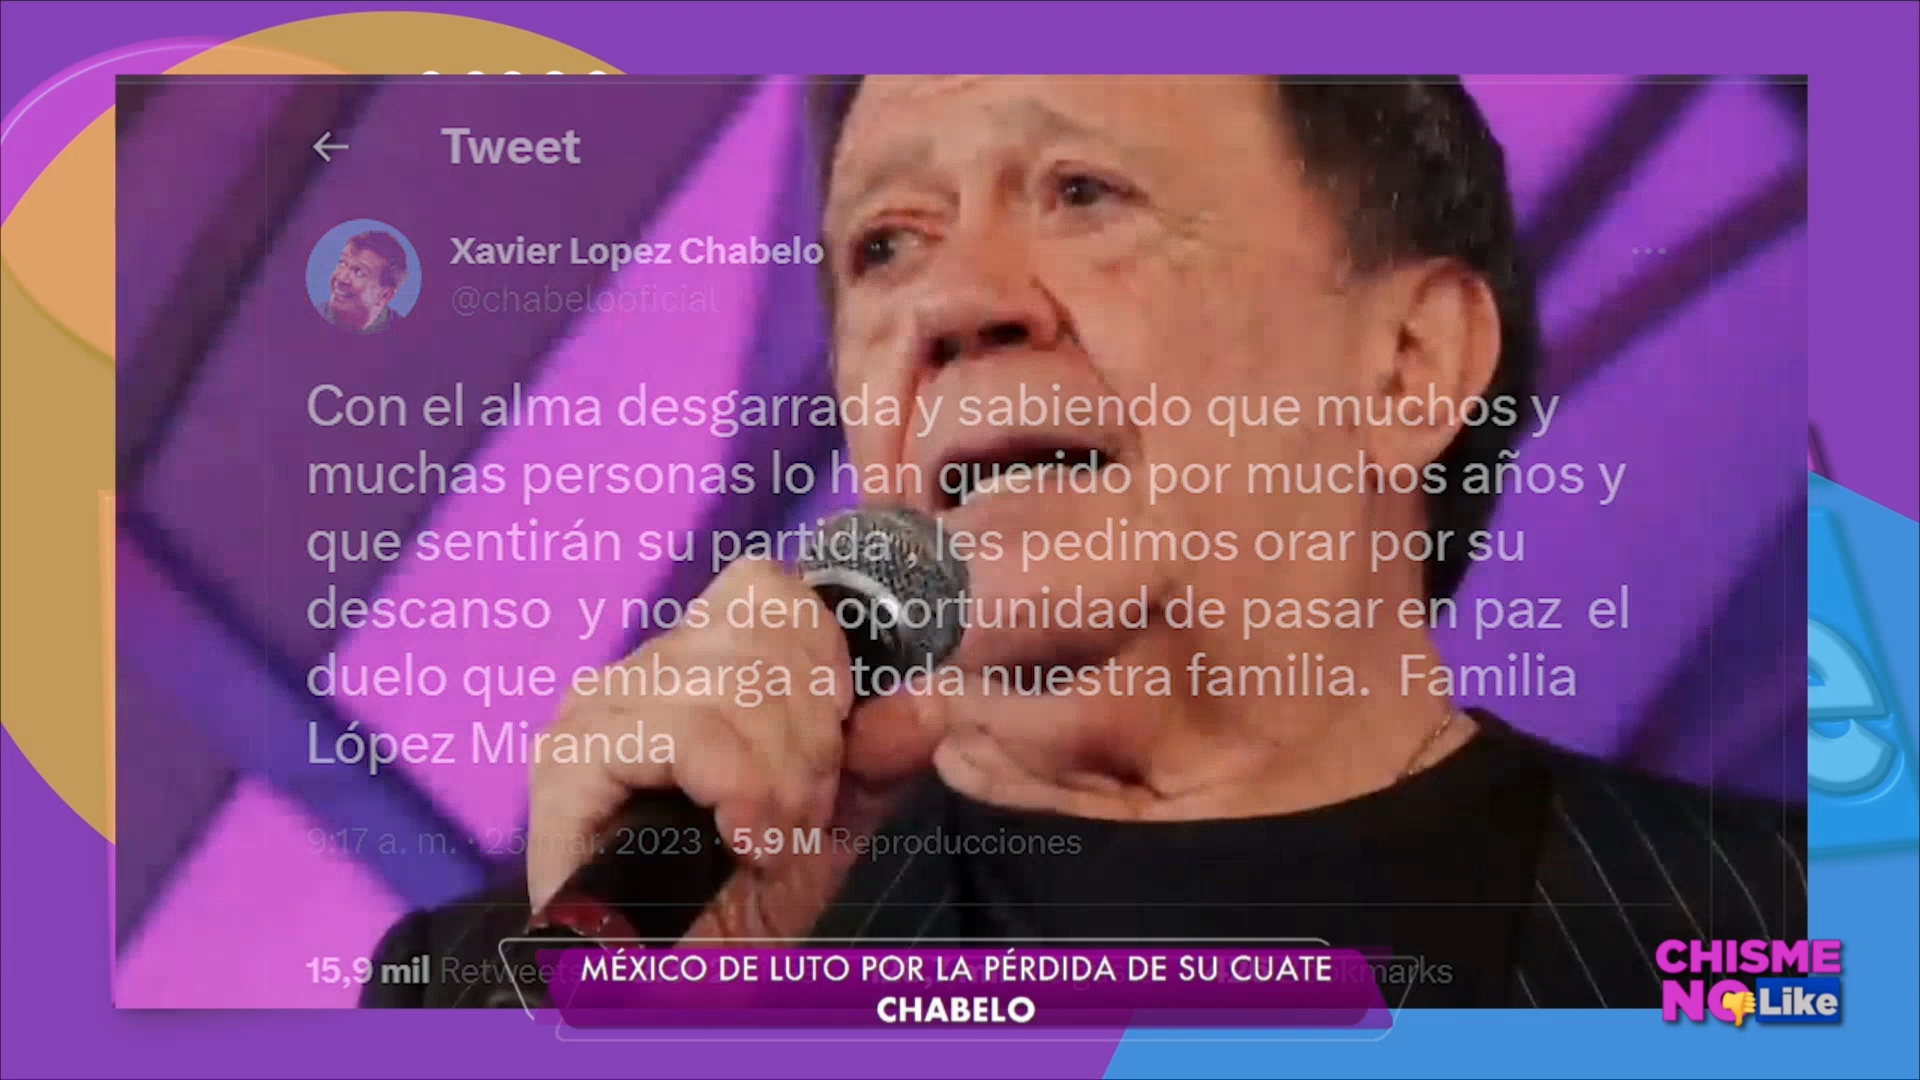 Tweet
Xavier Lopez Chabelo
@chabelooficial
Con el alma desgarrada y sabiendo que muchos y
muchas personas lo han querido por muchos años y
que sentirán su partida , les pedimos orar por su
descanso  y nos den oportunidad de pasar en paz  el
duelo que embarga a toda nuestra familia.  Familia
López Miranda
9:17 a. m. · 25 mar. 2023 · 5,9 M Reproducciones
15,9 mil Retweets
MÉXICO DE LUTO POR LA PÉRDIDA DE SU CUATE
CHABELO
CHISME
NO Like
e